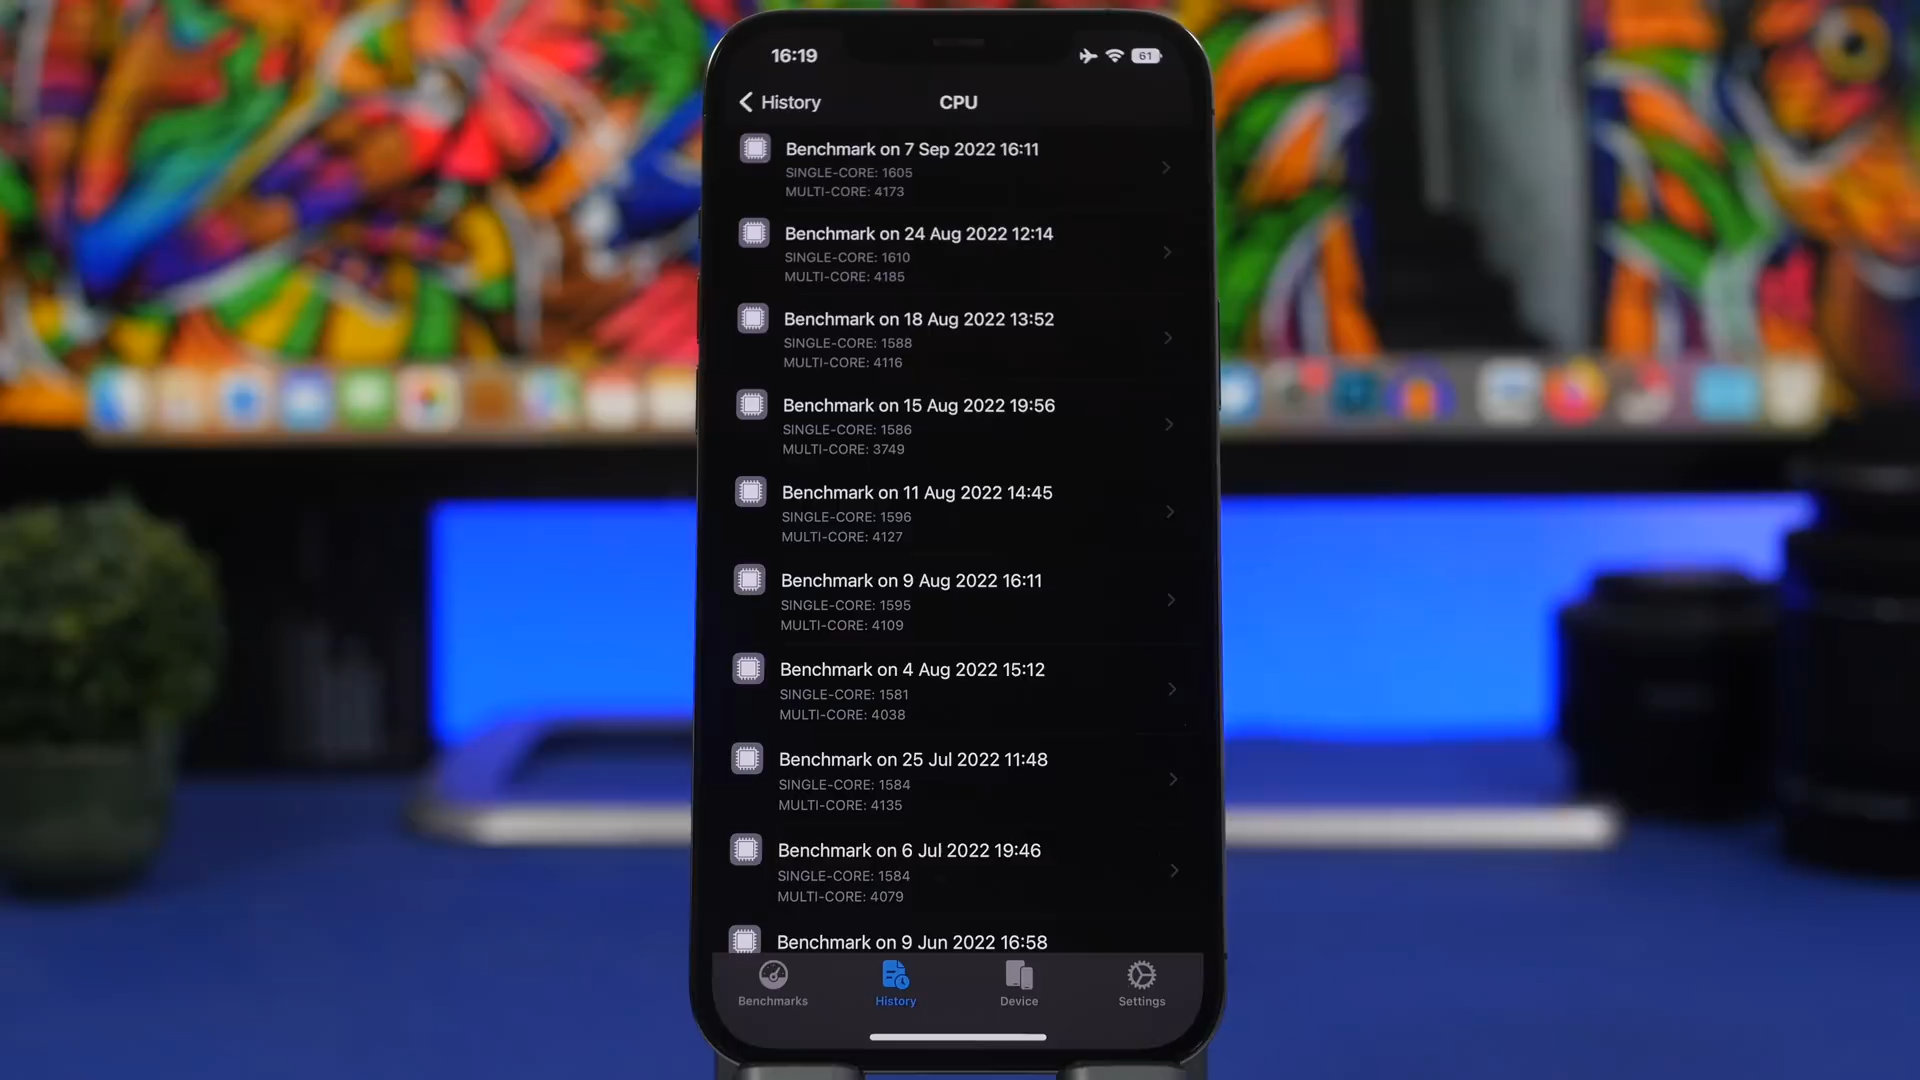 16:19
61
History
CPU
Benchmark on 7 Sep 2022 16:11
SINGLE-CORE: 1605
MULTI-CORE: 4173
Benchmark on 24 Aug 2022 12:14
SINGLE-CORE: 1610
MULTI-CORE: 4185
Benchmark on 18 Aug 2022 13:52
SINGLE-CORE: 1588
MULTI-CORE: 4116
Benchmark on 15 Aug 2022 19:56
SINGLE-CORE: 1586
MULTI-CORE: 3749
Benchmark on 11 Aug 2022 14:45
SINGLE-CORE: 1596
MULTI-CORE: 4127
Benchmark on 9 Aug 2022 16:11
SINGLE-CORE: 1595
MULTI-CORE: 4109
Benchmark on 4 Aug 2022 15:12
SINGLE-CORE: 1581
MULTI-CORE: 4038
Benchmark on 25 Jul 2022 11:48
SINGLE-CORE: 1584
MULTI-CORE: 4135
Benchmark on 6 Jul 2022 19:46
SINGLE-CORE: 1584
MULTI-CORE: 4079
Benchmark on 9 Jun 2022 16:58
Benchmarks
History
Device
Settings